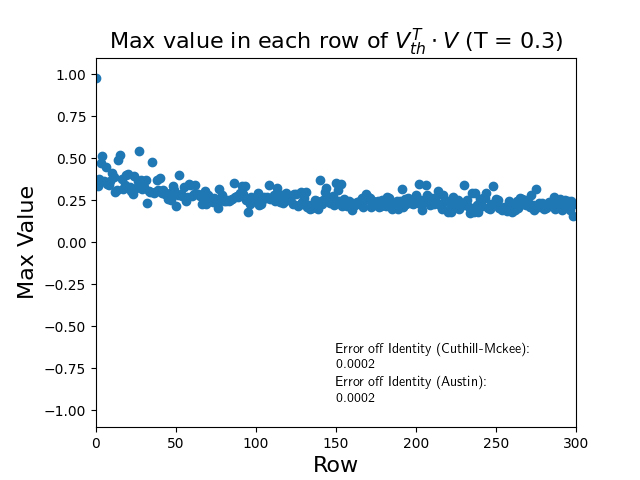 Max value in each row of $V_{th}^{T} \cdot V$ (T = 0.3)
Max Value
1.00
0.75
0.50
0.25
0.00
−0.25
−0.50
−0.75
−1.00
Error off Identity (Cuthill-Mckee):
0.0002
Error off Identity (Austin):
0.0002
0 50 100 150 200 250 300
Row